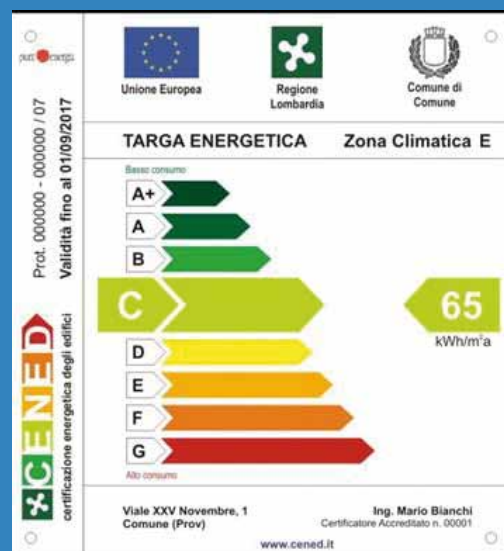 punti energia
Prot. 000000 - 000000 / 07
Validità fino al 01/09/2017
CENED
certificazione energetica degli edifici
Unione Europea
Regione
Lombardia
Comune di
Comune
TARGA ENERGETICA Zona Climatica E
Basso consumo
A+
A
B
C
65
kWh/m²a
D
E
F
G
Alto consumo
Viale XXV Novembre, 1
Comune (Prov)
Ing. Mario Bianchi
Certificatore Accreditato n. 00001
www.cened.it